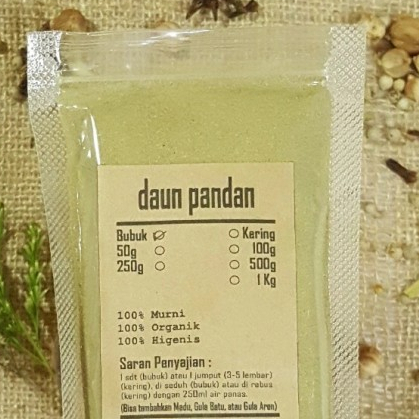 daun pandan
Bubuk Kering
50g 100g
250g 500g
1 Kg
100% Murni
100% Organik
100% Higenis
Saran Penyajian :
1 sdt (bubuk) atau 1 jumput (3-5 lembar)
(kering), di seduh (bubuk) atau di rebus
(kering) dengan 250ml air panas.
(Bisa tambahkan Madu, Gula Batu, atau Gula Aren)